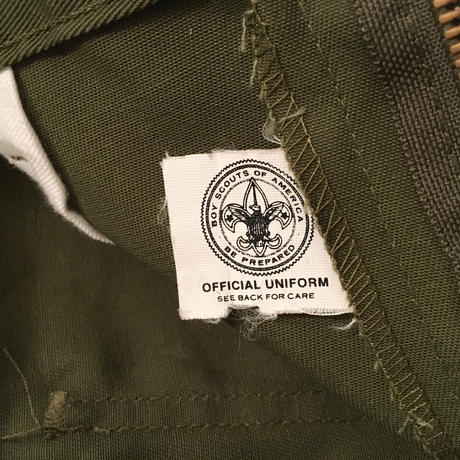 BOY SCOUTS OF AMERICA
BE PREPARED
OFFICIAL UNIFORM
SEE BACK FOR CARE